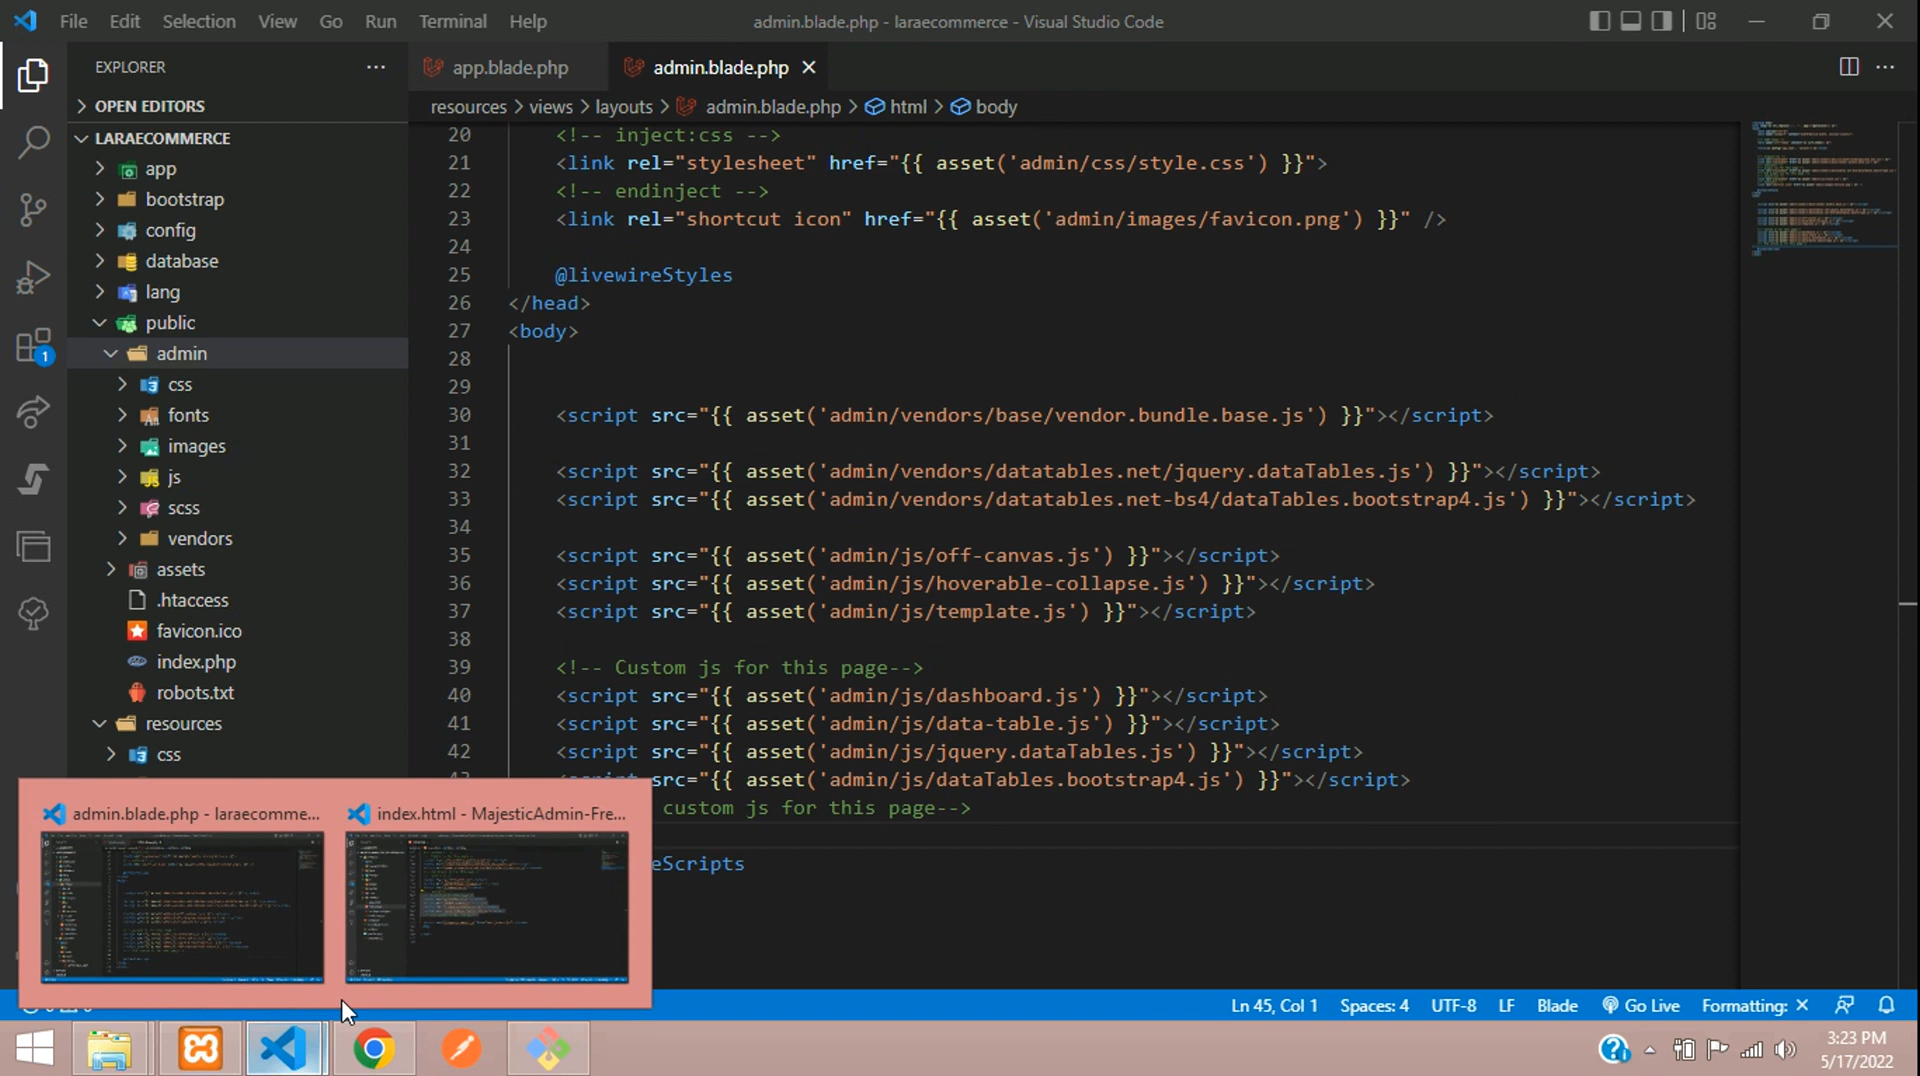 File Edit Selection View Go Run Terminal Help
admin.blade.php - laraecommerce - Visual Studio Code
EXPLORER
app.blade.php
admin.blade.php
OPEN EDITORS
resources > views > layouts > admin.blade.php > html > body
LARAECOMMERCE
app
bootstrap
config
database
lang
public
admin
css
fonts
images
js
scss
vendors
assets
.htaccess
favicon.ico
index.php
robots.txt
resources
css
20 <!-- inject:css -->
21 <link rel="stylesheet" href="{{ asset('admin/css/style.css') }}">
22 <!-- endinject -->
23 <link rel="shortcut icon" href="{{ asset('admin/images/favicon.png') }}" />
24
25 @livewireStyles
26 </head>
27 <body>
28
29
30 <script src="{{ asset('admin/vendors/base/vendor.bundle.base.js') }}"></script>
31
32 <script src="{{ asset('admin/vendors/datatables.net/jquery.dataTables.js') }}"></script>
33 <script src="{{ asset('admin/vendors/datatables.net-bs4/dataTables.bootstrap4.js') }}"></script>
34
35 <script src="{{ asset('admin/js/off-canvas.js') }}"></script>
36 <script src="{{ asset('admin/js/hoverable-collapse.js') }}"></script>
37 <script src="{{ asset('admin/js/template.js') }}"></script>
38
39 <!-- Custom js for this page-->
40 <script src="{{ asset('admin/js/dashboard.js') }}"></script>
41 <script src="{{ asset('admin/js/data-table.js') }}"></script>
42 <script src="{{ asset('admin/js/jquery.dataTables.js') }}"></script>
<script src="{{ asset('admin/js/dataTables.bootstrap4.js') }}"></script>
custom js for this page-->
eScripts
admin.blade.php - laraecomme...
index.html - MajesticAdmin-Fre...
Ln 45, Col 1 Spaces: 4 UTF-8 LF Blade Go Live Formatting: ×
1
3:23 PM
5/17/2022